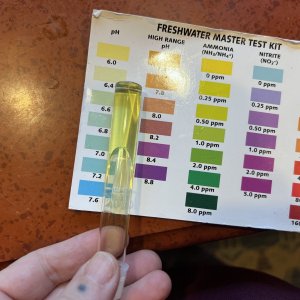 FRESHWATER MASTER TEST KIT
pH
HIGH RANGE
pH
AMMONIA
(NH₃/NH₄⁺)
NITRITE
(NO₂⁻)
6.0
6.4
6.6
6.8
7.0
7.2
7.6
7.8
8.0
8.2
8.4
8.8
0 ppm
0.25 ppm
0.50 ppm
1.0 ppm
2.0 ppm
4.0 ppm
8.0 ppm
0 ppm
0.25 ppm
0.50 ppm
1.0 ppm
2.0 ppm
5.0 ppm